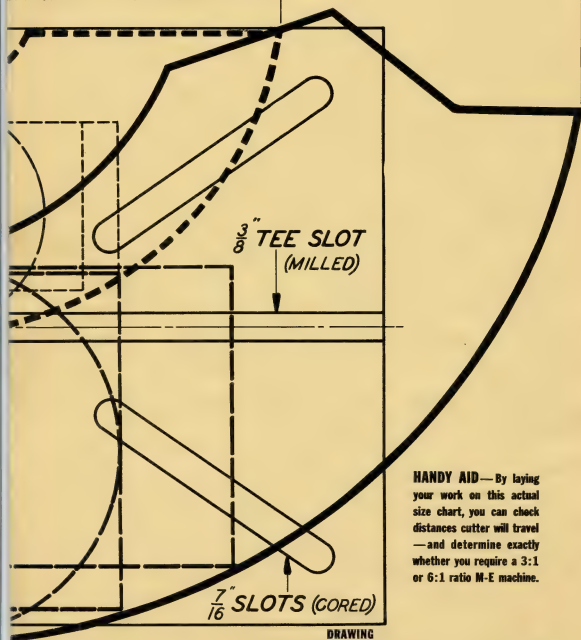 3/8" TEE SLOT
(MILLED)
HANDY AID—By laying
your work on this actual
size chart, you can check
distances cutter will travel
—and determine exactly
whether you require a 3:1
or 6:1 ratio M-E machine.
7/16" SLOTS (CORED)
DRAWING